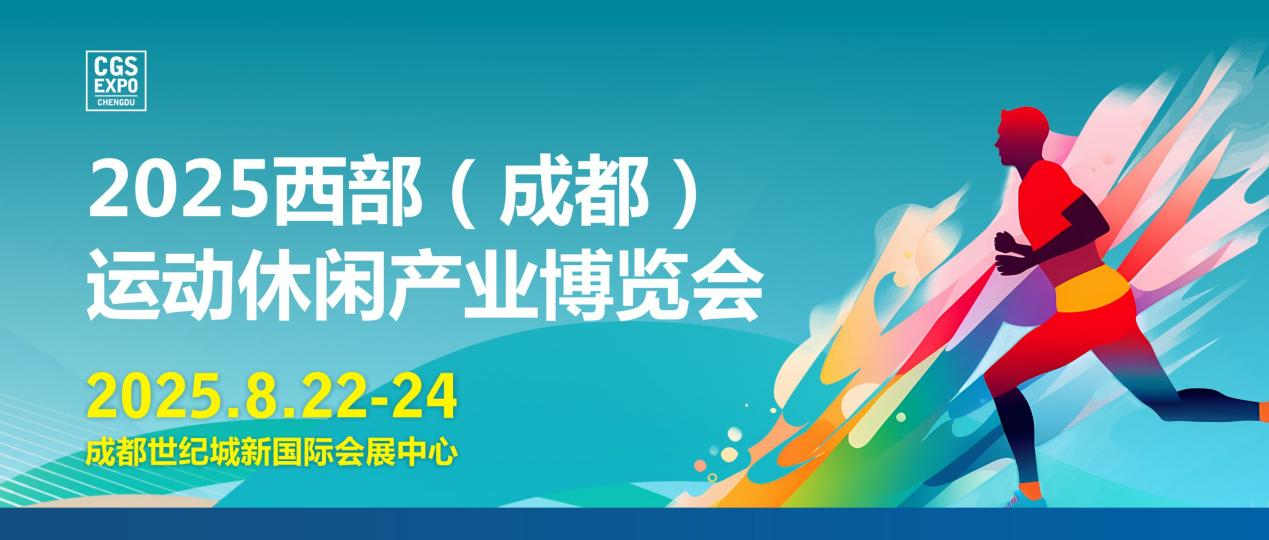 CGS
EXPO
CHENGDU
2025西部（成都）
运动休闲产业博览会
2025.8.22-24
成都世纪城新国际会展中心